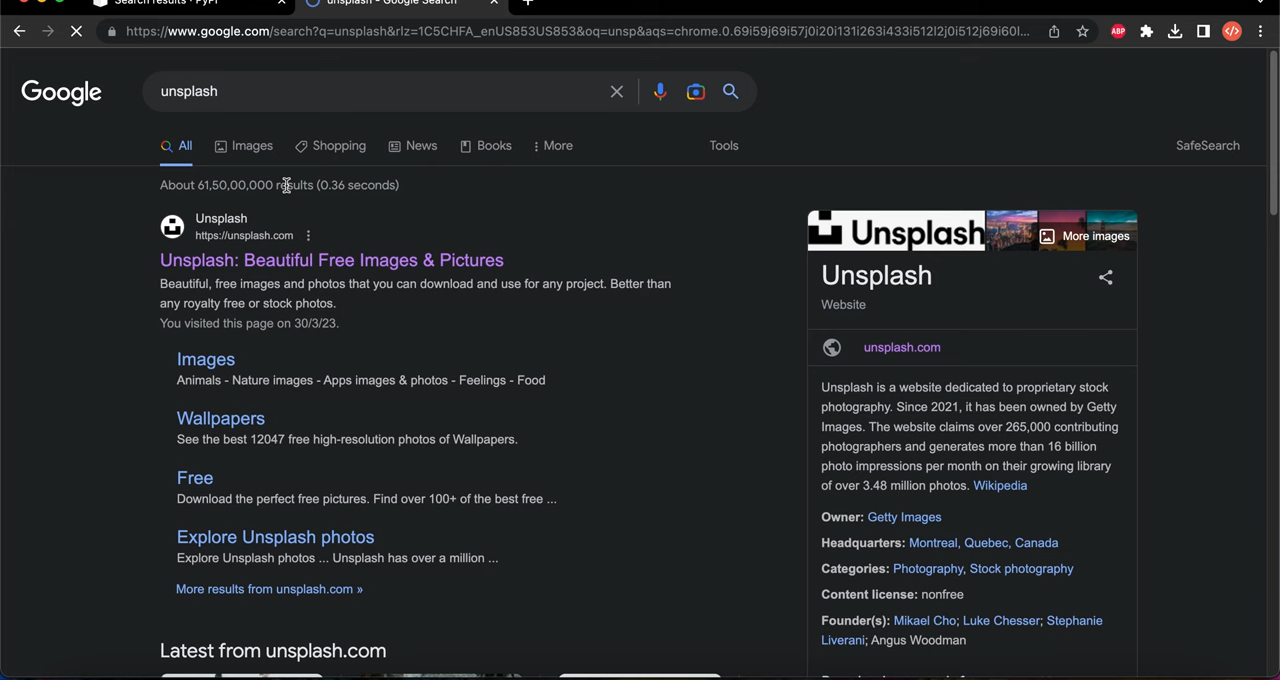 Search results · PyPI
unsplash - Google Search
https://www.google.com/search?q=unsplash&rlz=1C5CHFA_enUS853US853&oq=unsp&aqs=chrome.0.69i59j69i57j0i20i131i263i433i512l2j0i512j69i60l...
ABP
Google
unsplash
All
Images
Shopping
News
Books
More
Tools
SafeSearch
About 61,50,00,000 results (0.36 seconds)
Unsplash
https://unsplash.com
Unsplash: Beautiful Free Images & Pictures
Beautiful, free images and photos that you can download and use for any project. Better than
any royalty free or stock photos.
You visited this page on 30/3/23.
Images
Animals - Nature images - Apps images & photos - Feelings - Food
Wallpapers
See the best 12047 free high-resolution photos of Wallpapers.
Free
Download the perfect free pictures. Find over 100+ of the best free ...
Explore Unsplash photos
Explore Unsplash photos ... Unsplash has over a million ...
More results from unsplash.com »
Latest from unsplash.com
Unsplash
More images
Unsplash
Website
unsplash.com
Unsplash is a website dedicated to proprietary stock
photography. Since 2021, it has been owned by Getty
Images. The website claims over 265,000 contributing
photographers and generates more than 16 billion
photo impressions per month on their growing library
of over 3.48 million photos. Wikipedia
Owner: Getty Images
Headquarters: Montreal, Quebec, Canada
Categories: Photography, Stock photography
Content license: nonfree
Founder(s): Mikael Cho; Luke Chesser; Stephanie
Liverani; Angus Woodman